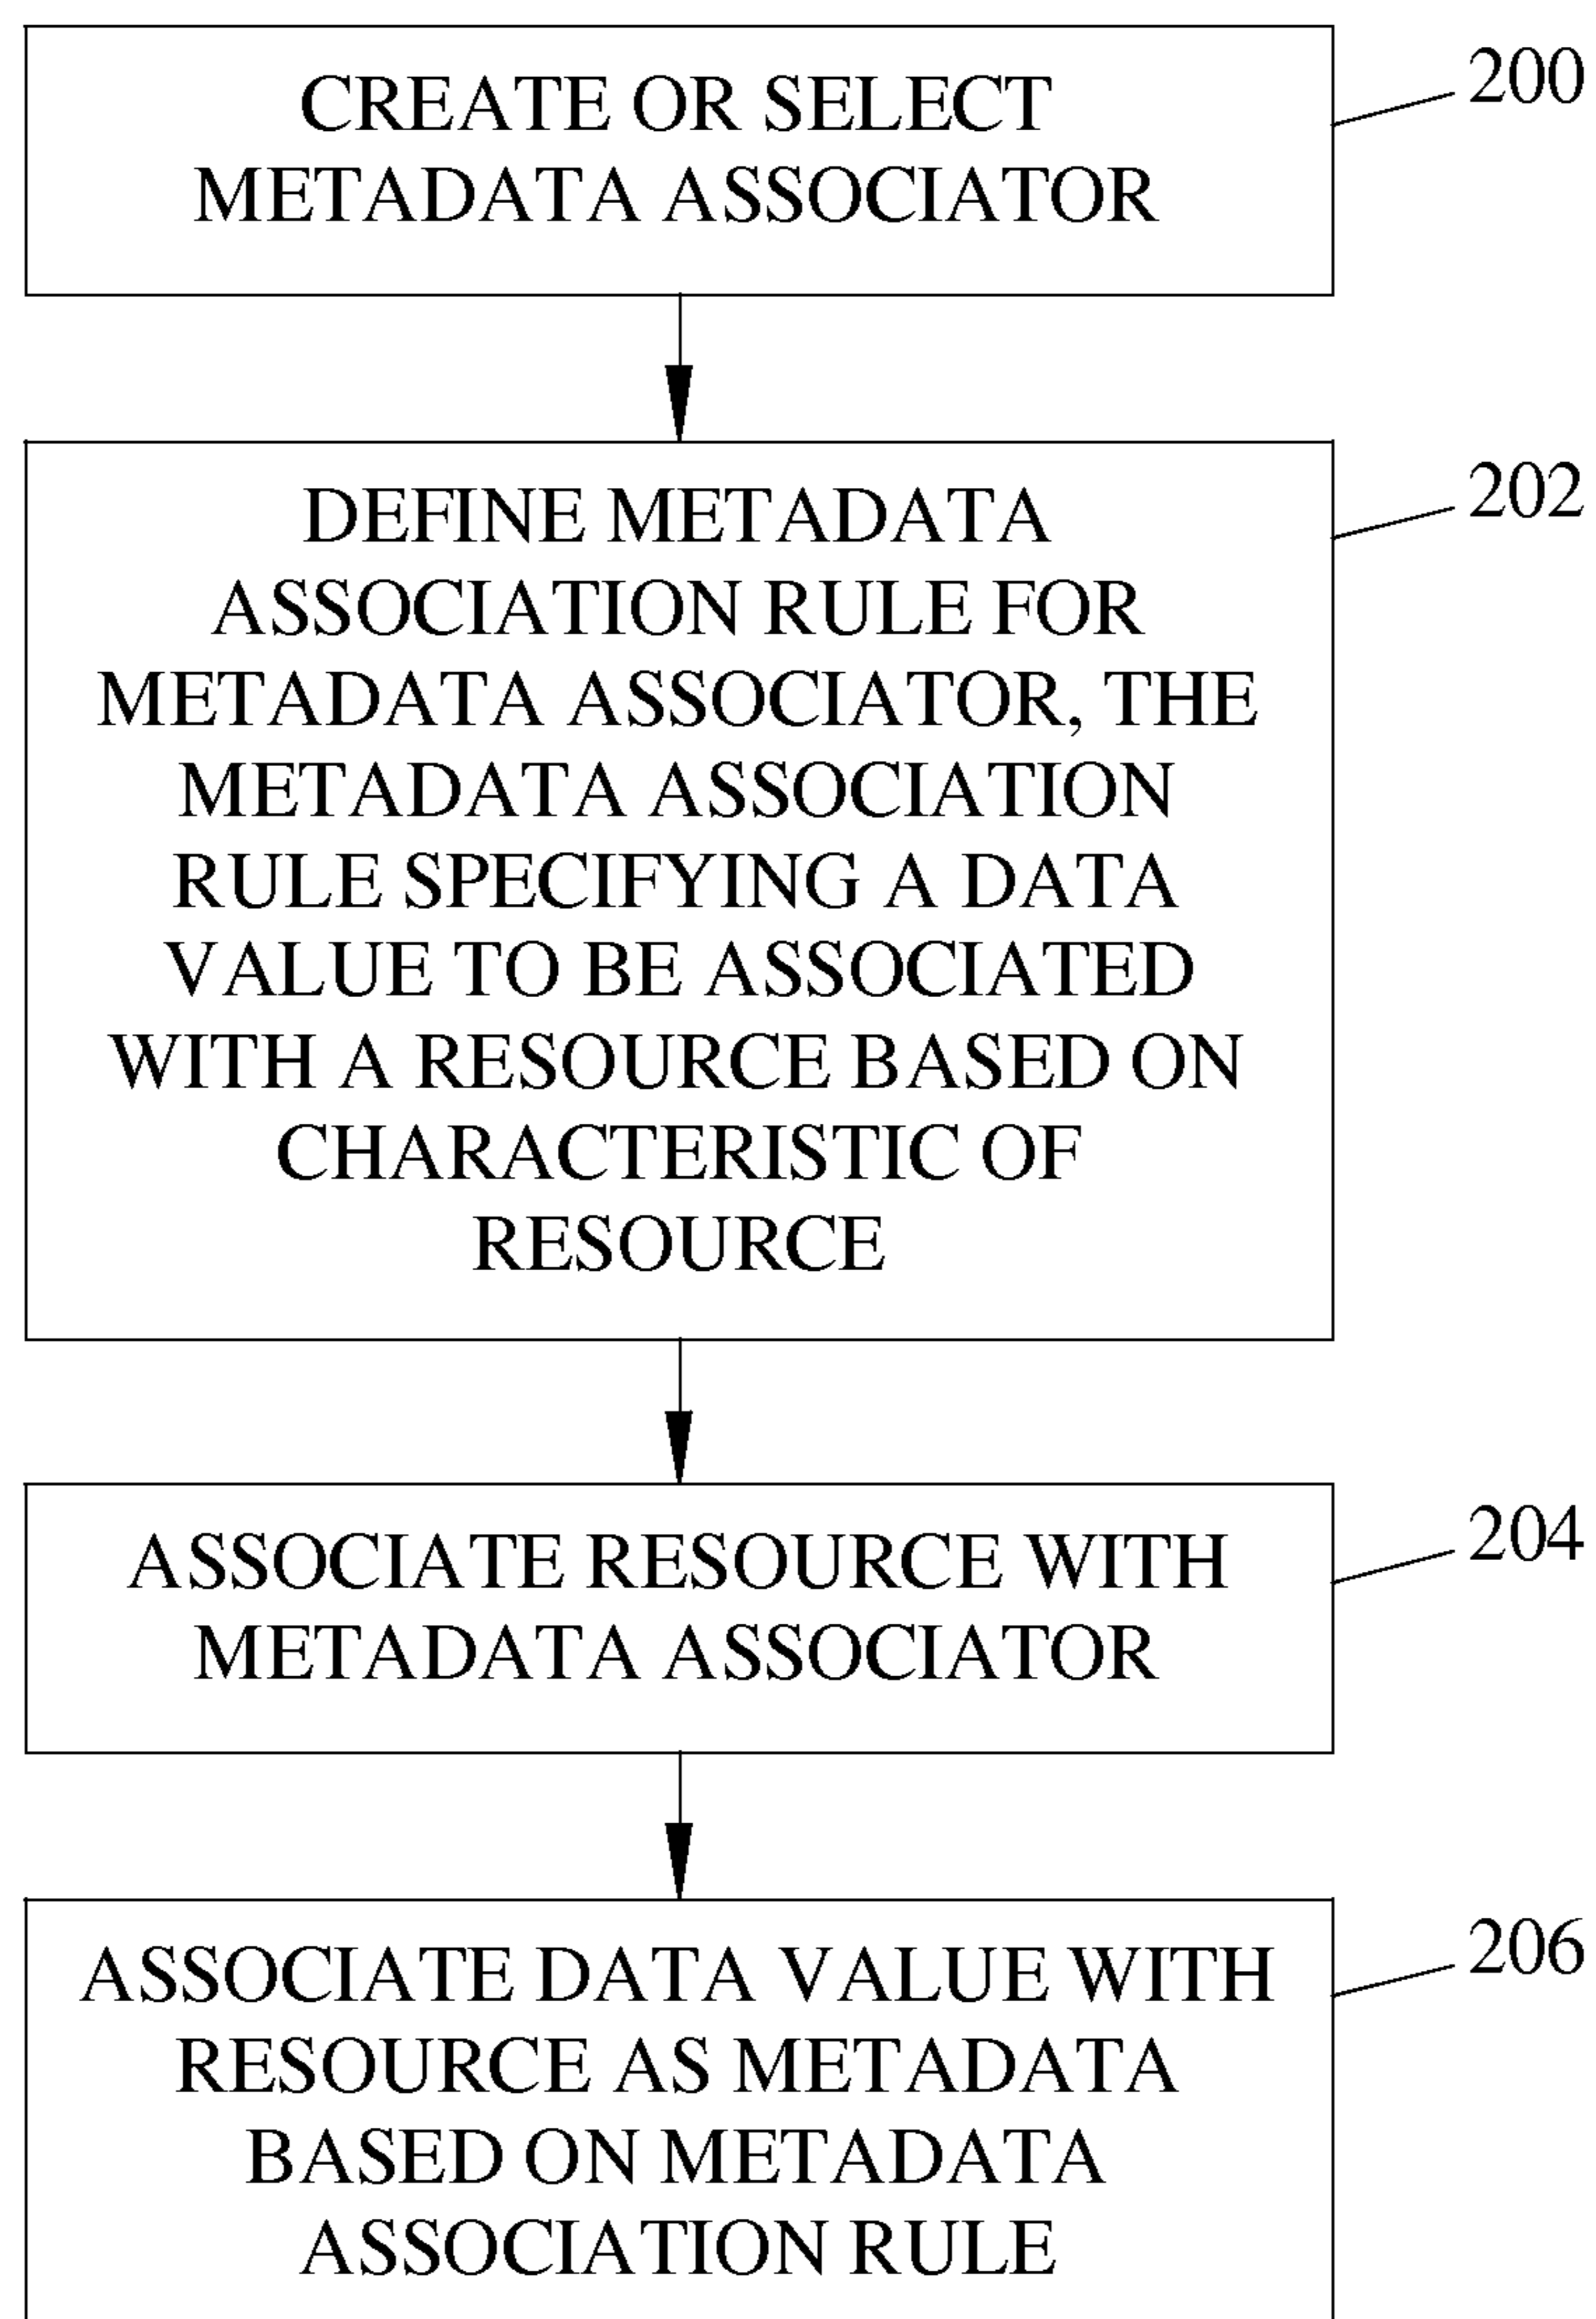 CREATE OR SELECT
METADATA ASSOCIATOR
200
DEFINE METADATA
ASSOCIATION RULE FOR
METADATA ASSOCIATOR, THE
METADATA ASSOCIATION
RULE SPECIFYING A DATA
VALUE TO BE ASSOCIATED
WITH A RESOURCE BASED ON
CHARACTERISTIC OF
RESOURCE
202
ASSOCIATE RESOURCE WITH
METADATA ASSOCIATOR
204
ASSOCIATE DATA VALUE WITH
RESOURCE AS METADATA
BASED ON METADATA
ASSOCIATION RULE
206